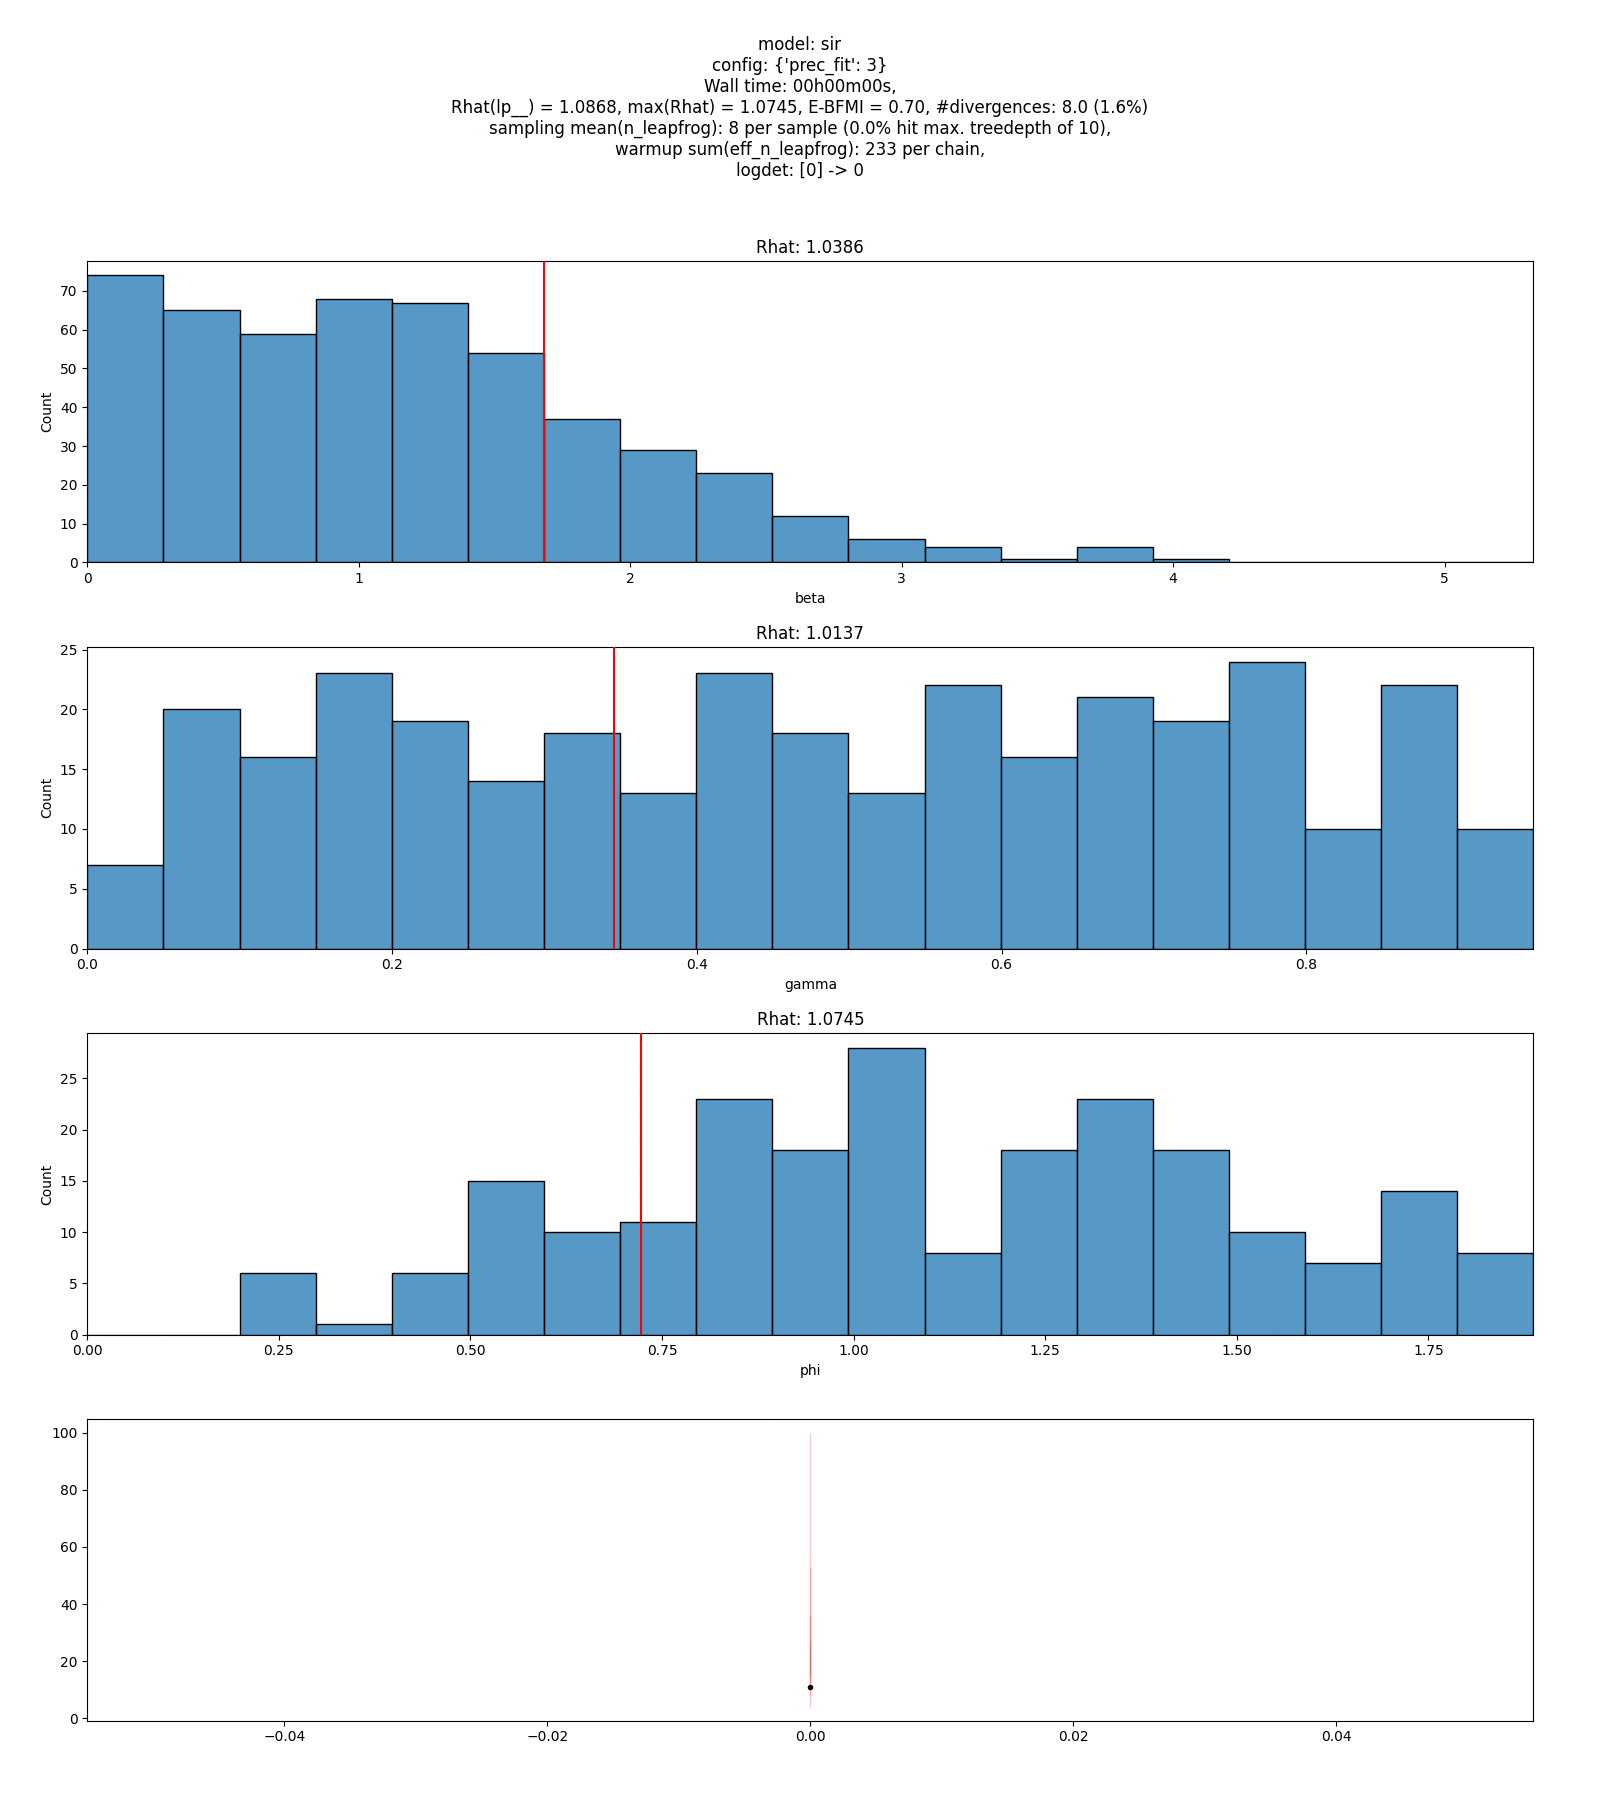 model: sir
config: {'prec_fit': 3}
Wall time: 00h00m00s,
Rhat(lp__) = 1.0868, max(Rhat) = 1.0745, E-BFMI = 0.70, #divergences: 8.0 (1.6%)
sampling mean(n_leapfrog): 8 per sample (0.0% hit max. treedepth of 10),
warmup sum(eff_n_leapfrog): 233 per chain,
logdet: [0] -> 0
Rhat: 1.0386
70
60
50
40
30
20
10
0
Count
0 1 2 3 4 5
beta
Rhat: 1.0137
25
20
15
10
5
0
Count
0.0 0.2 0.4 0.6 0.8
gamma
Rhat: 1.0745
25
20
15
10
5
0
Count
0.00 0.25 0.50 0.75 1.00 1.25 1.50 1.75
phi
100
80
60
40
20
0
−0.04 −0.02 0.00 0.02 0.04